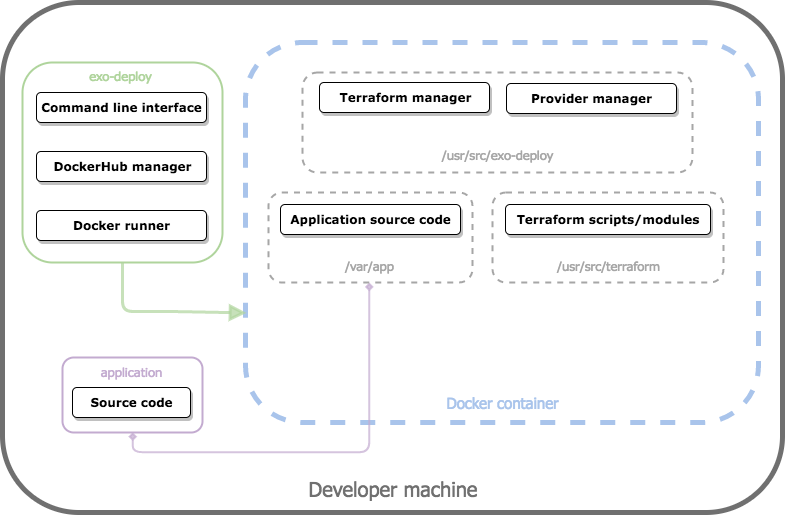 exo-deploy
Command line interface
DockerHub manager
Docker runner
Terraform manager
Provider manager
/usr/src/exo-deploy
Application source code
/var/app
Terraform scripts/modules
/usr/src/terraform
application
Source code
Docker container
Developer machine